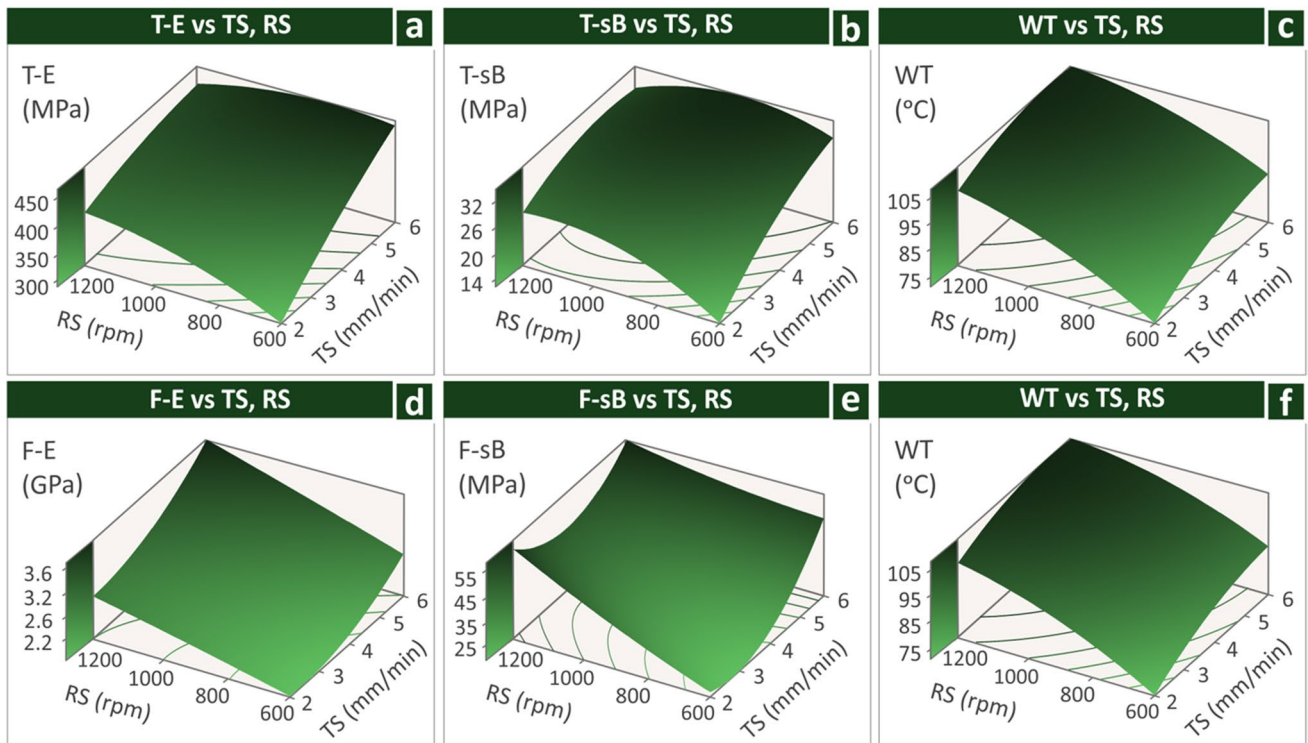 T-E vs TS, RS a
T-E
(MPa)
450
400
350
300
1200
1000
800
600
RS (rpm)
2
3
4
5
6
TS (mm/min)
T-sB vs TS, RS b
T-sB
(MPa)
32
26
20
14
1200
1000
800
600
RS (rpm)
2
3
4
5
6
TS (mm/min)
WT vs TS, RS c
WT
(°C)
105
95
85
75
1200
1000
800
600
RS (rpm)
2
3
4
5
6
TS (mm/min)
F-E vs TS, RS d
F-E
(GPa)
3.6
3.2
2.6
2.2
1200
1000
800
600
RS (rpm)
2
3
4
5
6
TS (mm/min)
F-sB vs TS, RS e
F-sB
(MPa)
55
45
35
25
1200
1000
800
600
RS (rpm)
2
3
4
5
6
TS (mm/min)
WT vs TS, RS f
WT
(°C)
105
95
85
75
1200
1000
800
600
RS (rpm)
2
3
4
5
6
TS (mm/min)